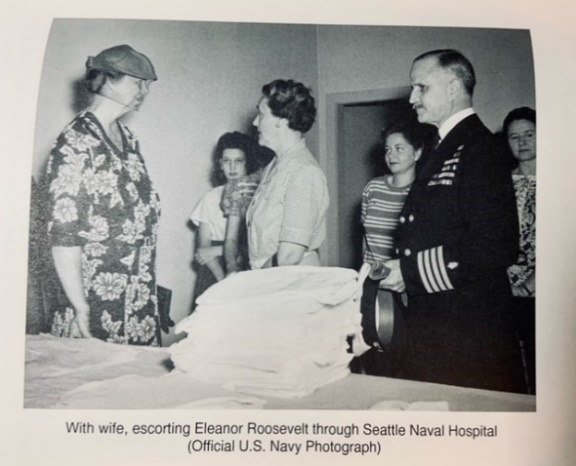 With wife, escorting Eleanor Roosevelt through Seattle Naval Hospital
(Official U.S. Navy Photograph)